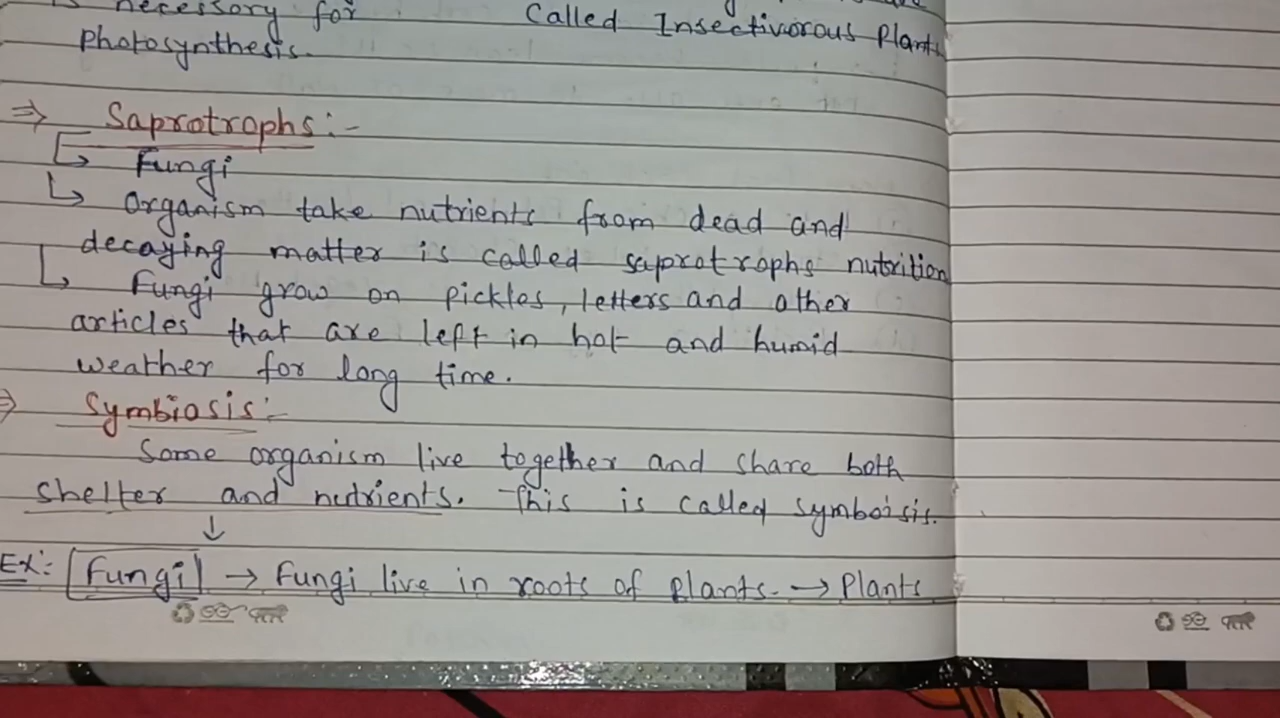 is necessary for
Photosynthesis.
Called Insectivorous Plants
⇒ Saprotrophs:-
↳ Fungi
↳ Organism take nutrients from dead and
decaying matter is called saprotrophs nutrition
↳ Fungi grow on pickles, letters and other
articles that are left in hot and humid
weather for long time.
⇒ Symbiosis:-
Some organism live together and share both
shelter and nutrients. This is called symboisis.
↓
Ex: [Fungi] → Fungi live in roots of Plants. → Plants